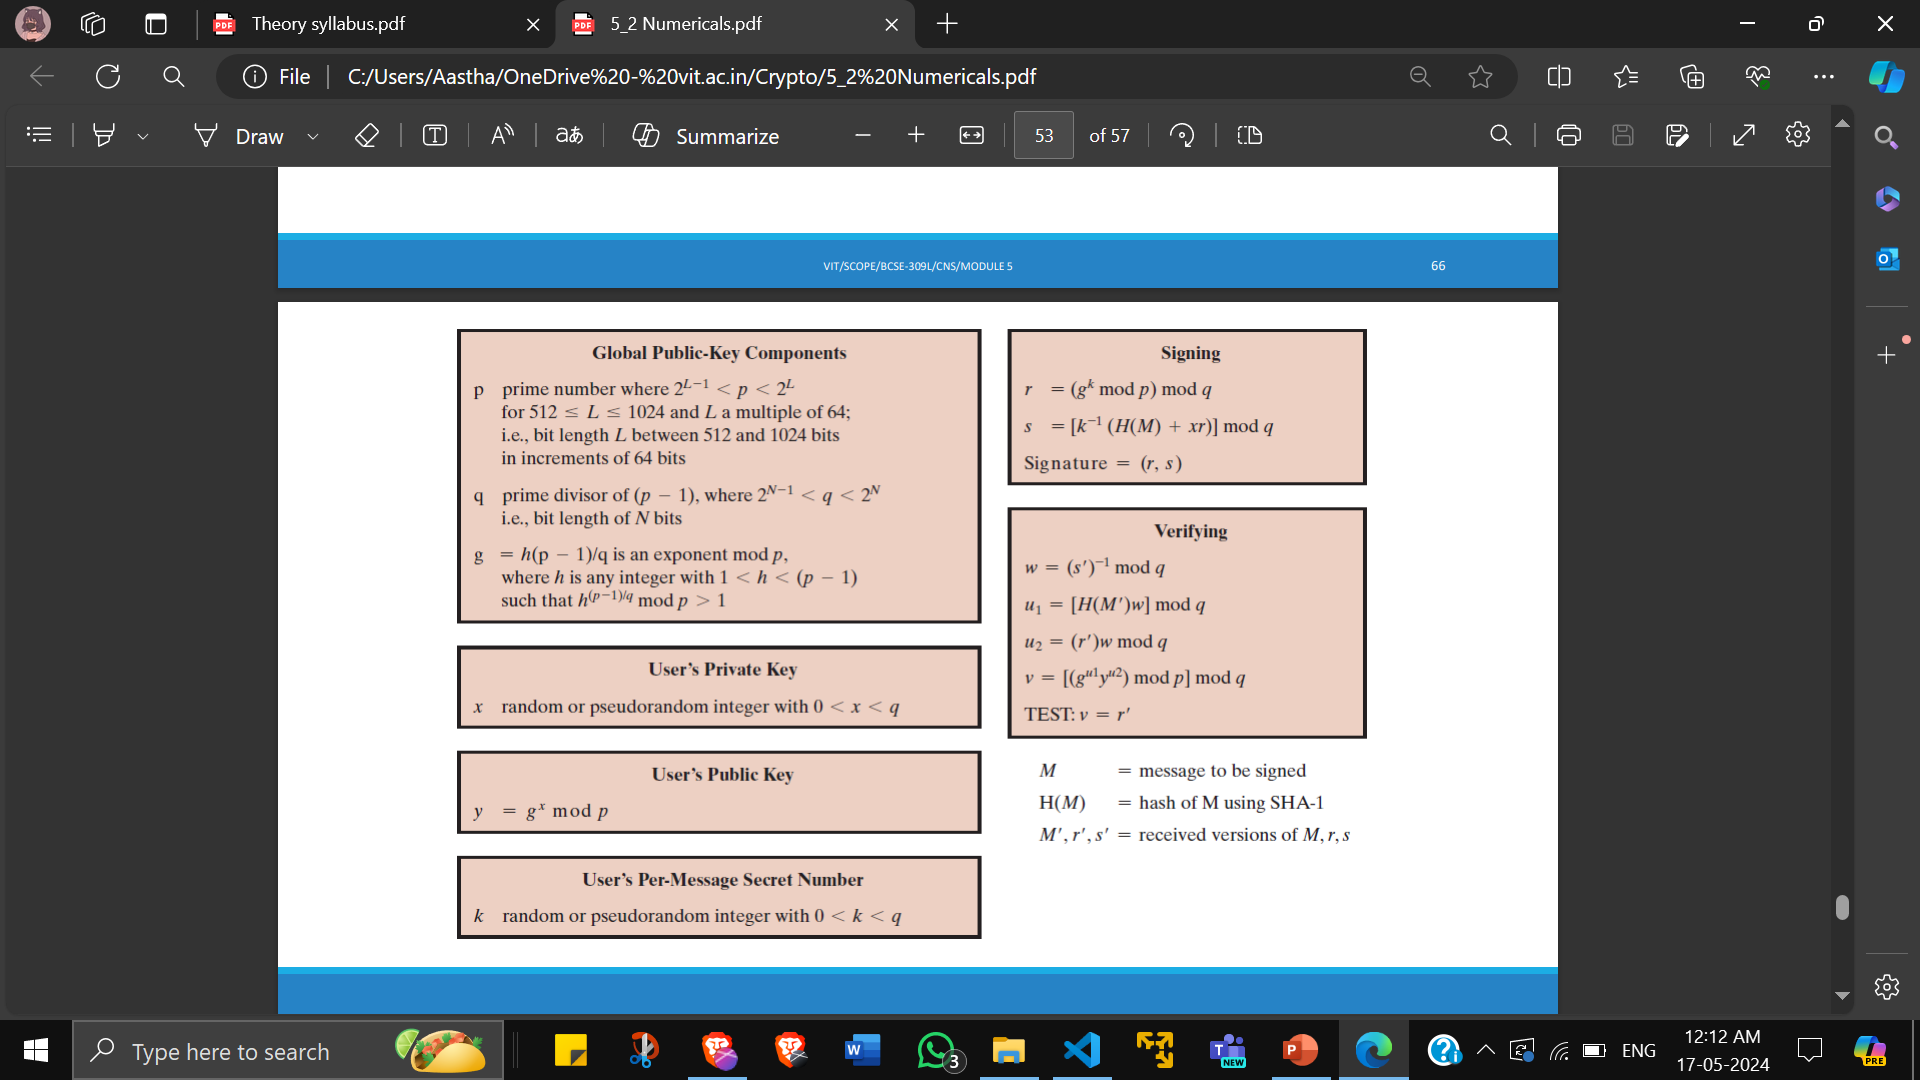 Theory syllabus.pdf
5_2 Numericals.pdf
File
C:/Users/Aastha/OneDrive%20-%20vit.ac.in/Crypto/5_2%20Numericals.pdf
Draw
Summarize
53 of 57
VIT/SCOPE/BCSE-309L/CNS/MODULE 5
66
Global Public-Key Components
p prime number where 2^{L−1} < p < 2^L
for 512 ≤ L ≤ 1024 and L a multiple of 64;
i.e., bit length L between 512 and 1024 bits
in increments of 64 bits
q prime divisor of (p − 1), where 2^{N−1} < q < 2^N
i.e., bit length of N bits
g = h(p − 1)/q is an exponent mod p,
where h is any integer with 1 < h < (p − 1)
such that h^{(p−1)/q} mod p > 1
User's Private Key
x random or pseudorandom integer with 0 < x < q
User's Public Key
y = g^x mod p
User's Per-Message Secret Number
k random or pseudorandom integer with 0 < k < q
Signing
r = (g^k mod p) mod q
s = [k^{−1} (H(M) + xr)] mod q
Signature = (r, s)
Verifying
w = (s′)^{−1} mod q
u₁ = [H(M′)w] mod q
u₂ = (r′)w mod q
v = [(g^{u1} y^{u2}) mod p] mod q
TEST: v = r′
M = message to be signed
H(M) = hash of M using SHA-1
M′, r′, s′ = received versions of M, r, s
Type here to search
3
NEW
ENG
12:12 AM
17-05-2024
PRE